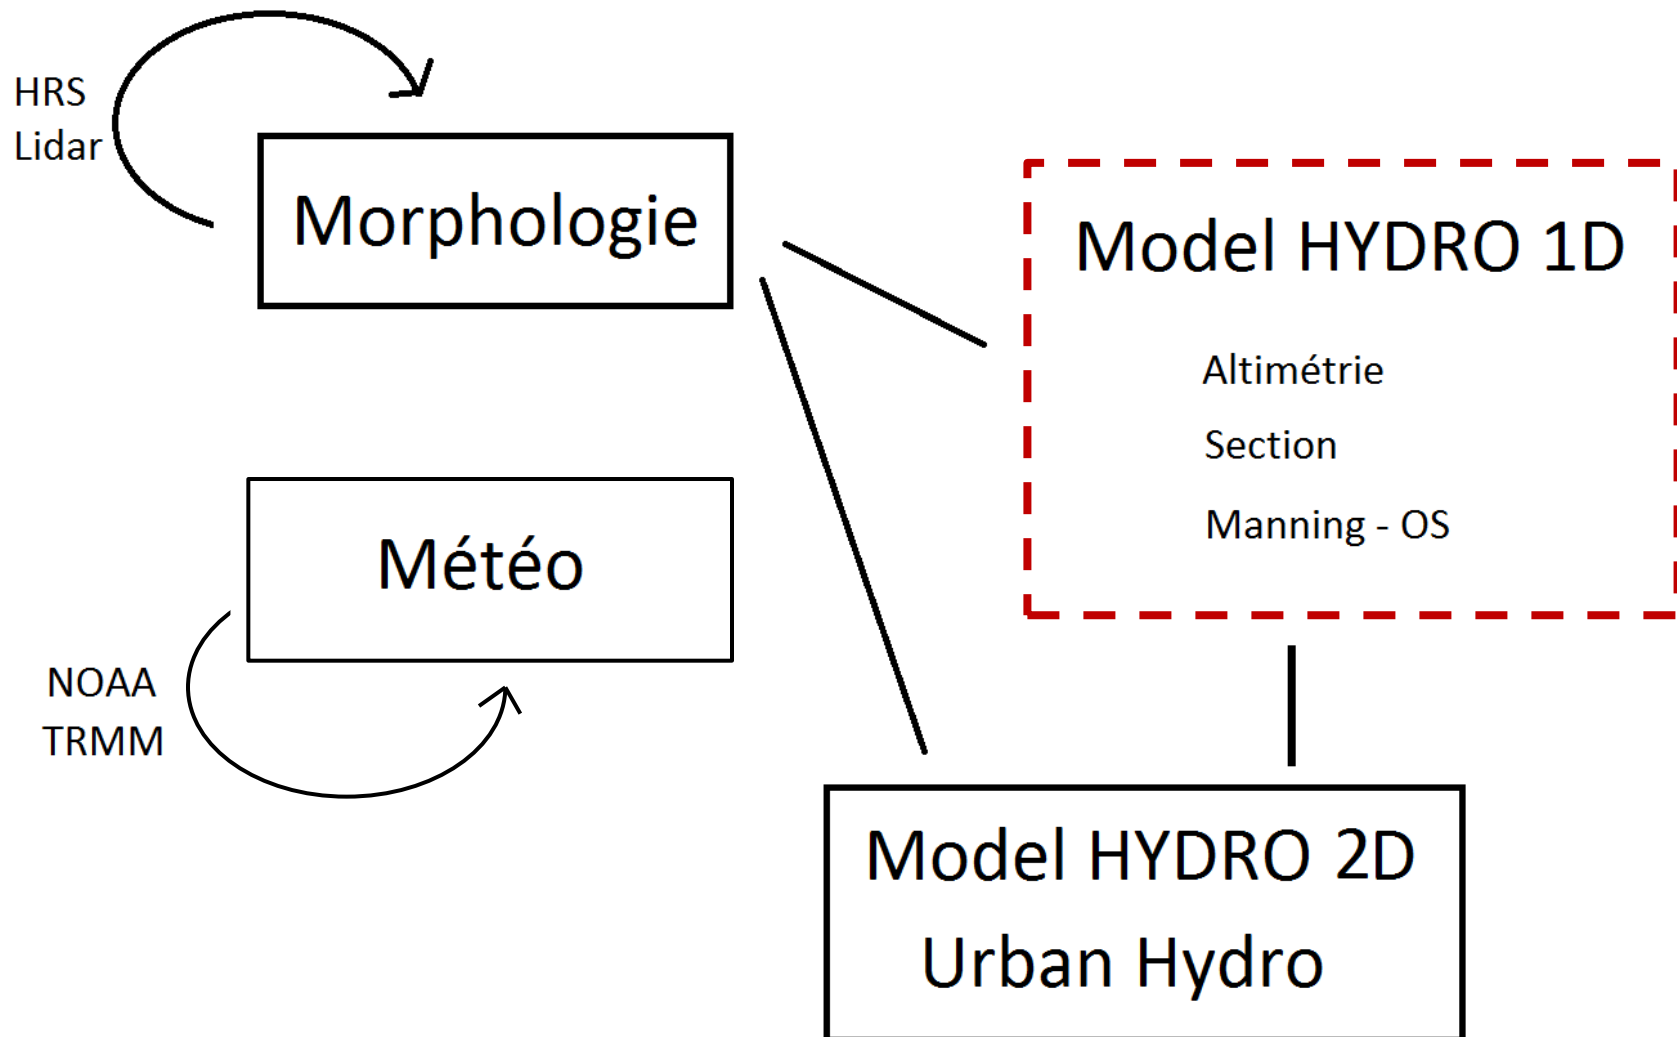 HRS
Lidar
Morphologie
Model HYDRO 1D
Altimétrie
Section
Manning - OS
Météo
NOAA
TRMM
Model HYDRO 2D
Urban Hydro